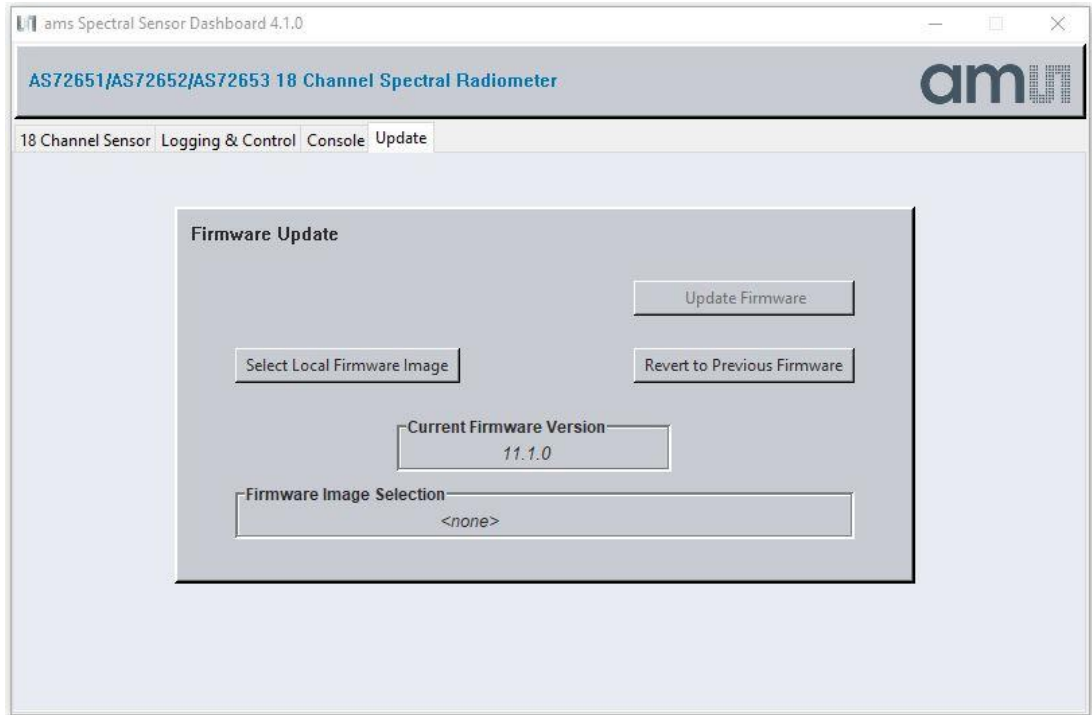 ams Spectral Sensor Dashboard 4.1.0
AS72651/AS72652/AS72653 18 Channel Spectral Radiometer
am
18 Channel Sensor Logging & Control Console Update
Firmware Update
Update Firmware
Select Local Firmware Image Revert to Previous Firmware
Current Firmware Version
11.1.0
Firmware Image Selection
<none>